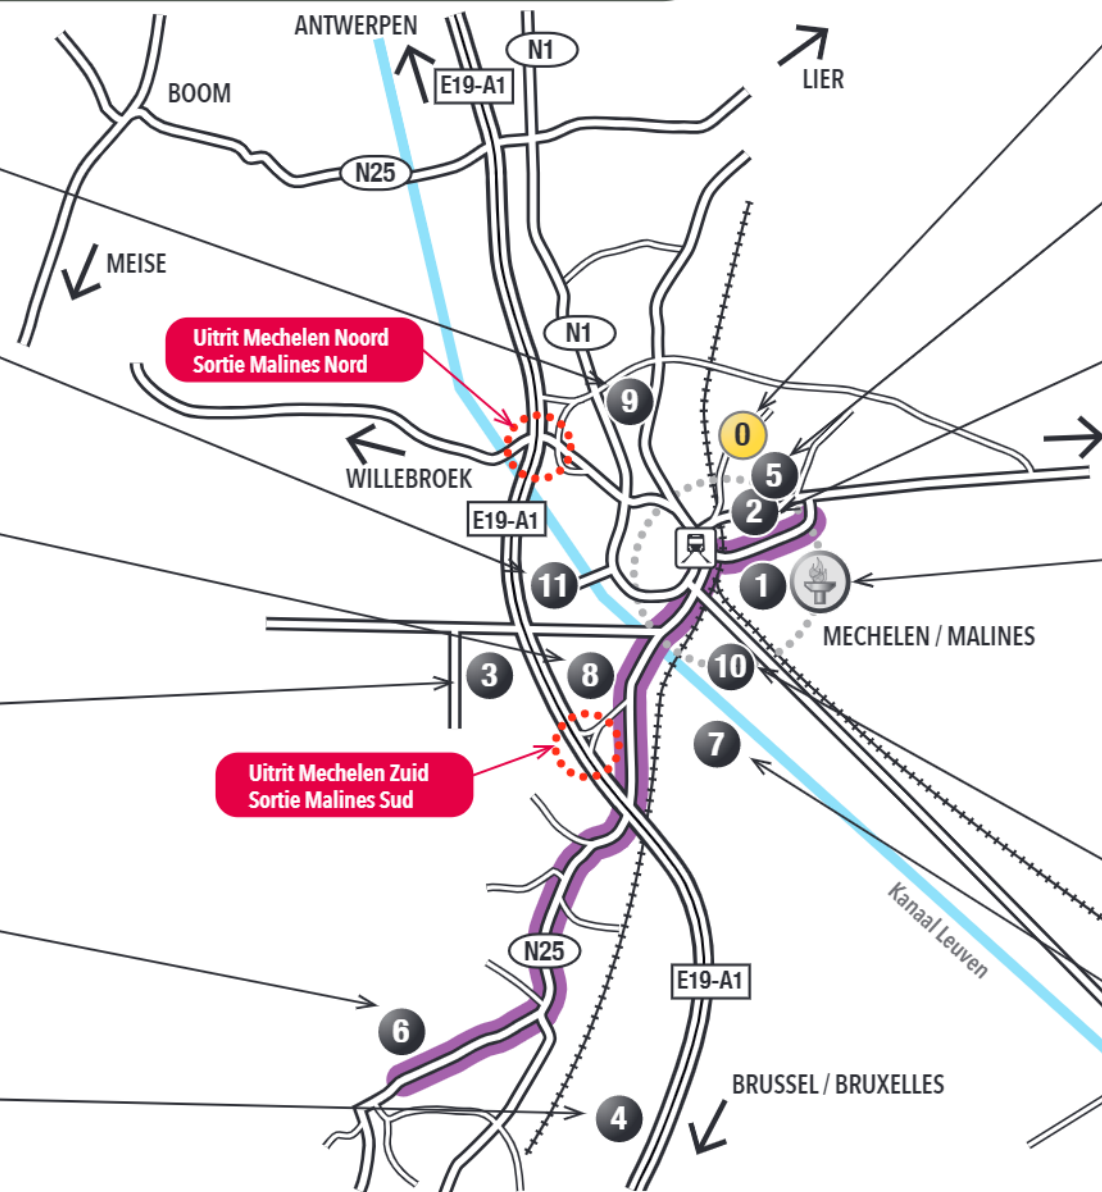 ANTWERPEN
N1
E19-A1
LIER
BOOM
N25
MEISE
Uitrit Mechelen Noord
Sortie Malines Nord
N1
9
0
WILLEBROEK
5
2
E19-A1
11
1
MECHELEN / MALINES
3
8
10
7
Uitrit Mechelen Zuid
Sortie Malines Sud
Kanaal Leuven
N25
E19-A1
6
BRUSSEL / BRUXELLES
4